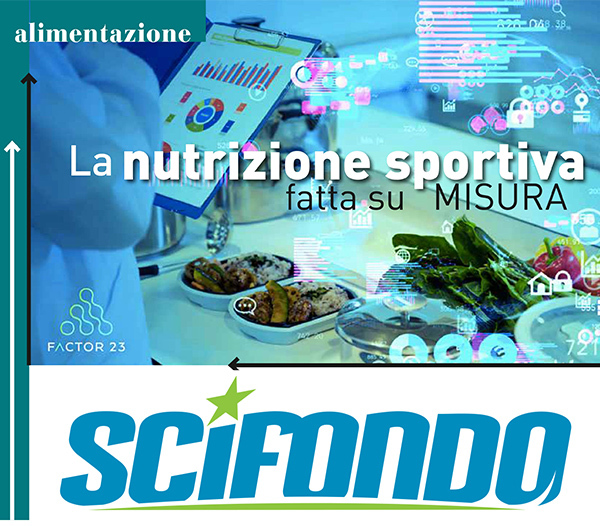 alimentazione
La nutrizione sportiva
fatta su MISURA
FACTOR 23
SCIFONDO